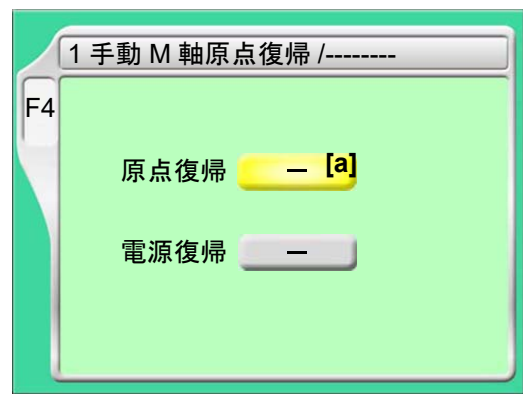 1 手動 M 軸原点復帰 /--------
F4
原点復帰 － [a]
電源復帰 －